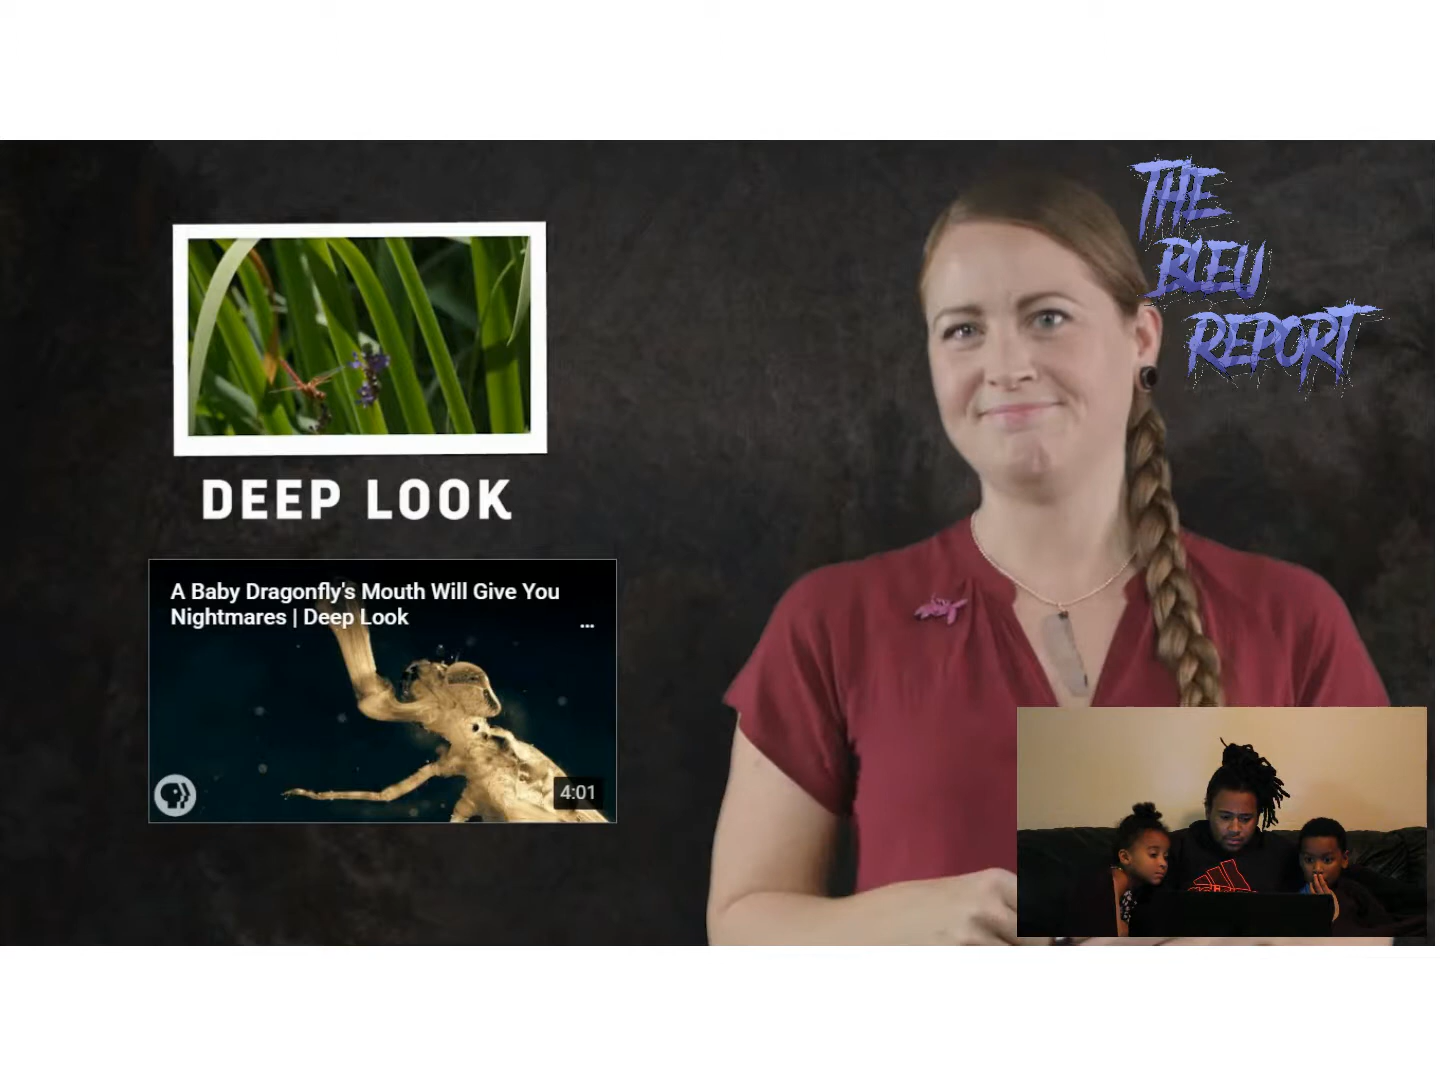 THE
BLEU
REPORT
DEEP LOOK
A Baby Dragonfly's Mouth Will Give You
Nightmares | Deep Look
...
4:01